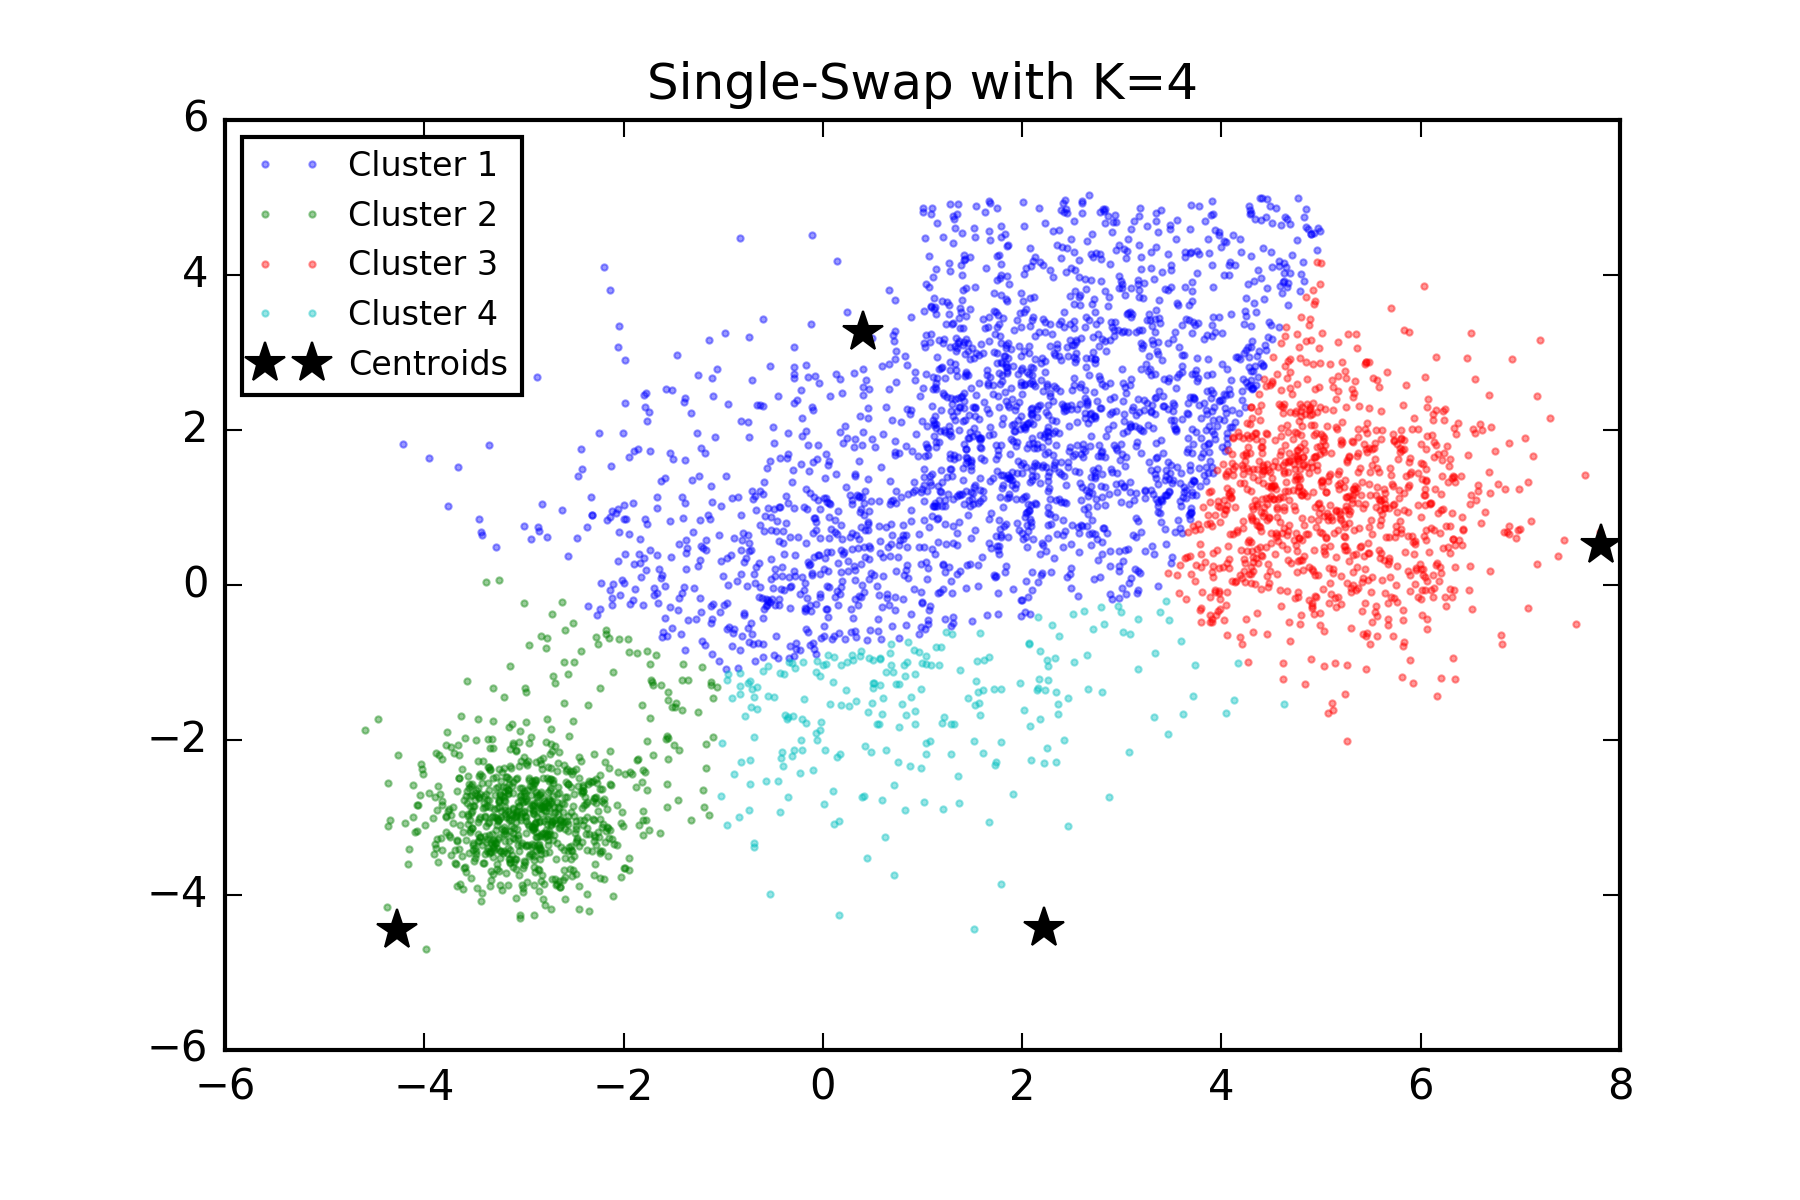 Single-Swap with K=4
6
4
2
0
−2
−4
−6
Cluster 1
Cluster 2
Cluster 3
Cluster 4
Centroids
−6 −4 −2 0 2 4 6 8